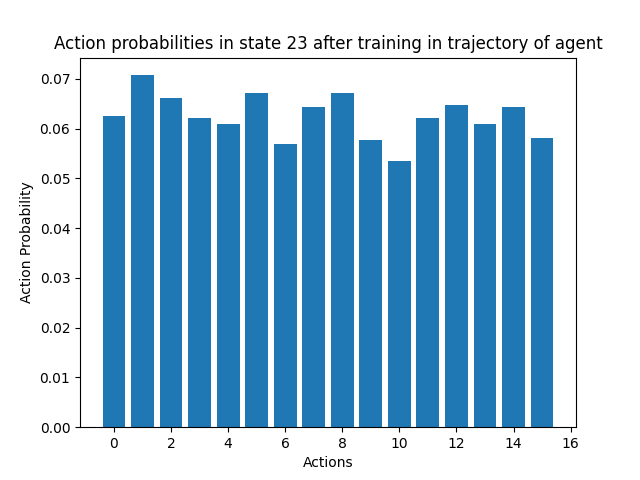 Action probabilities in state 23 after training in trajectory of agent
0.07
0.06
0.05
0.04
0.03
0.02
0.01
0.00
Action Probability
0 2 4 6 8 10 12 14 16
Actions